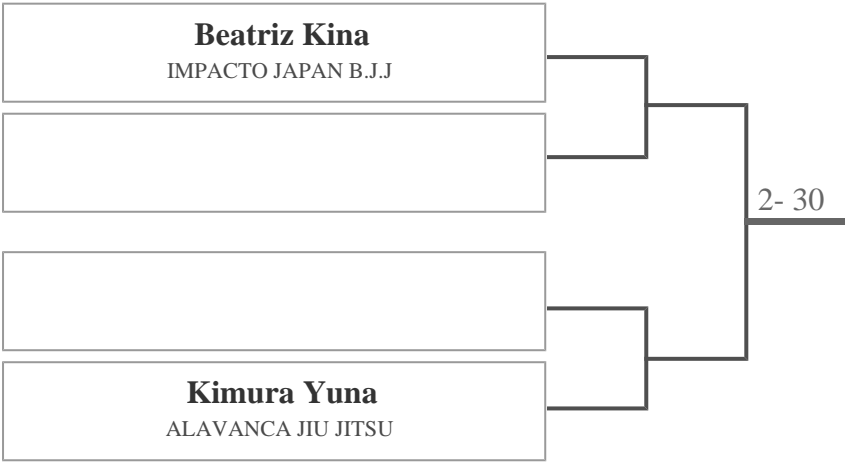 Beatriz Kina
IMPACTO JAPAN B.J.J
2- 30
Kimura Yuna
ALAVANCA JIU JITSU